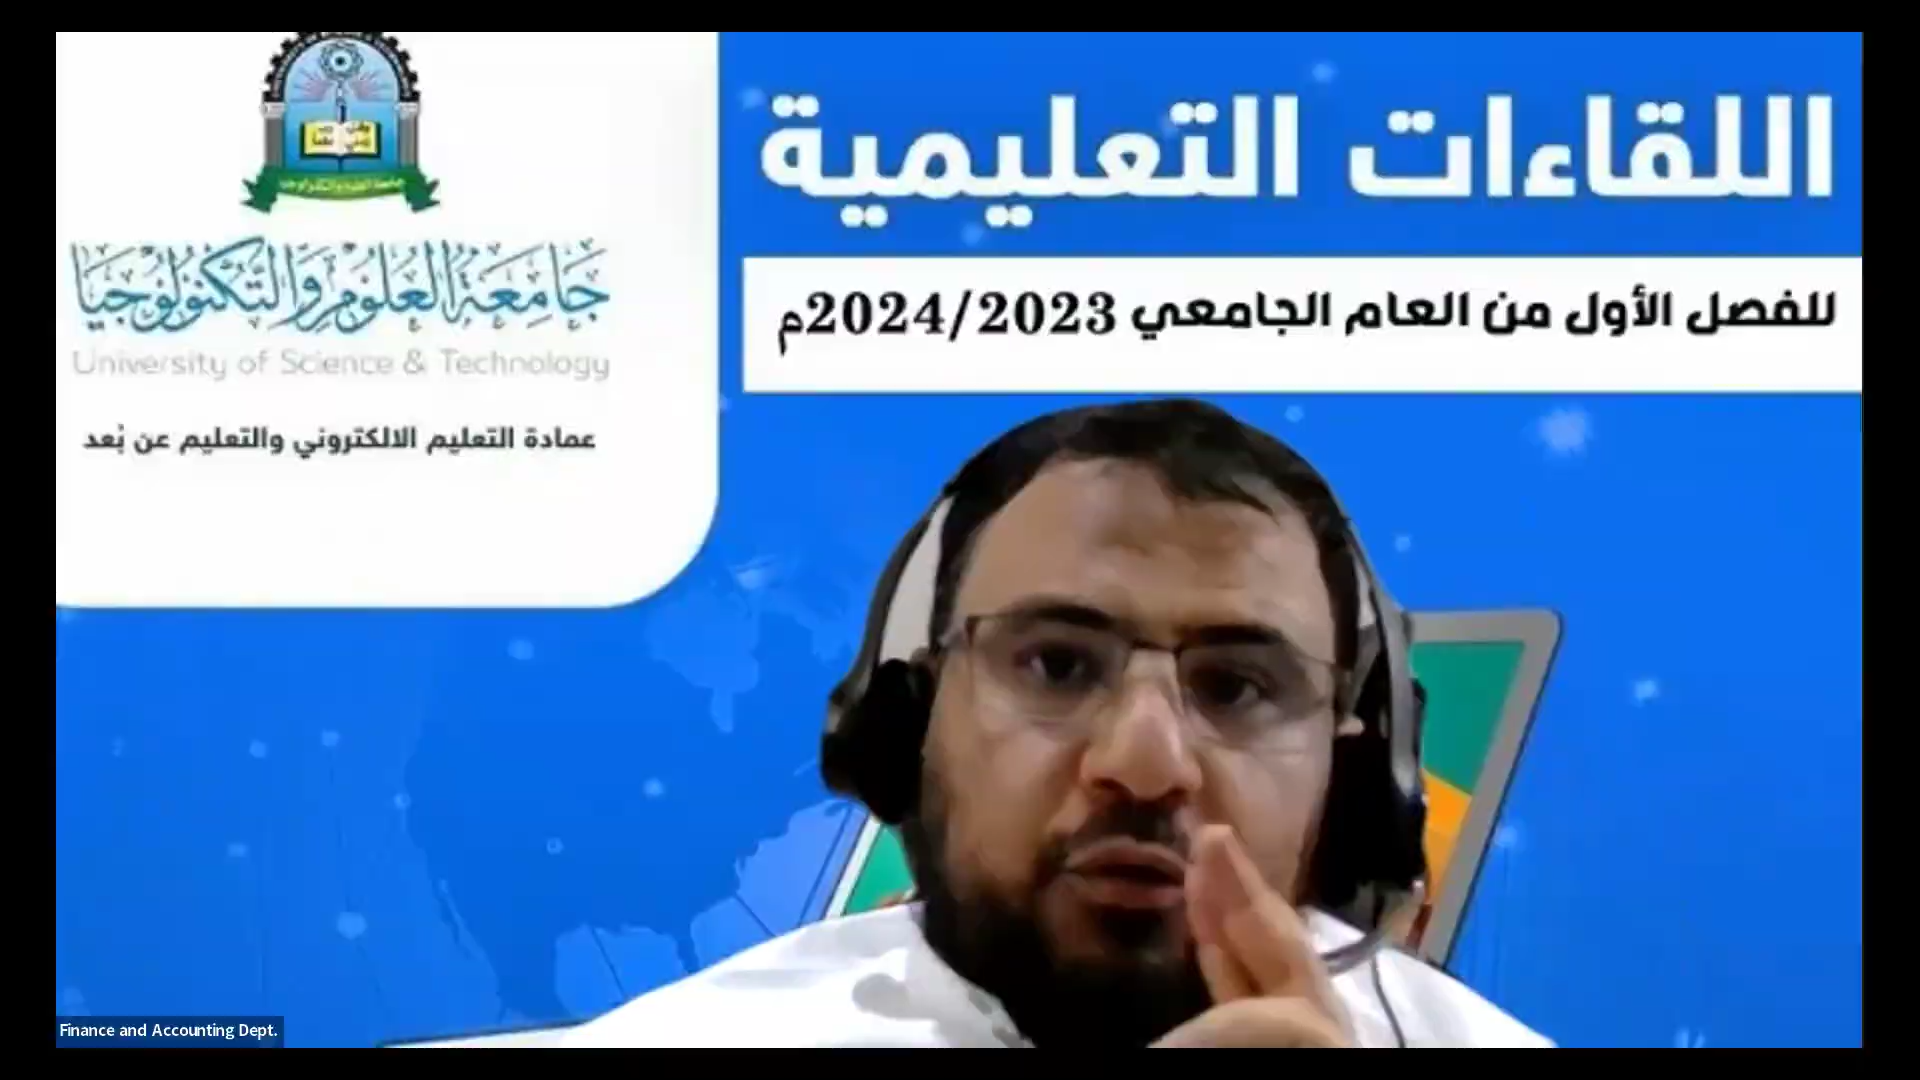 اللقاءات التعليمية
للفصل الأول من العام الجامعي 2024/2023م
جامعة العلوم والتكنولوجيا
University of Science & Technology
عمادة التعليم الالكتروني والتعليم عن بُعد
Finance and Accounting Dept.